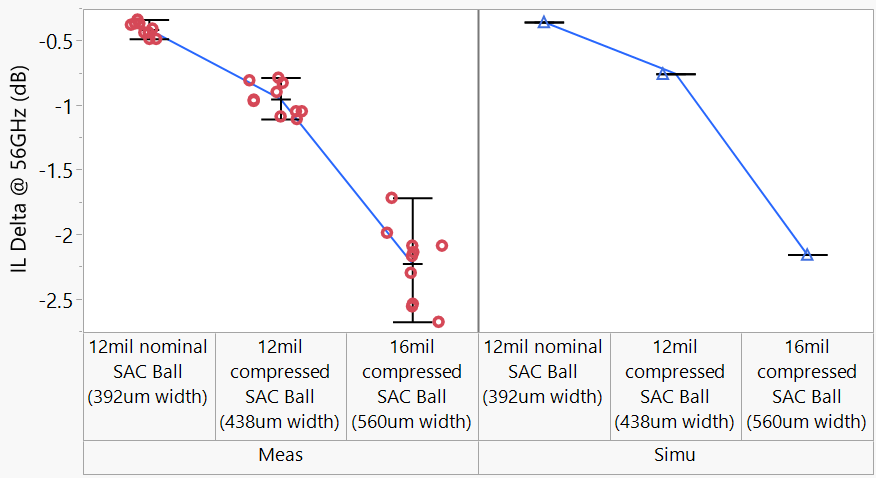 IL Delta @ 56GHz (dB)
-0.5
-1
-1.5
-2
-2.5
12mil nominal
SAC Ball
(392um width)
12mil
compressed
SAC Ball
(438um width)
16mil
compressed
SAC Ball
(560um width)
12mil nominal
SAC Ball
(392um width)
12mil
compressed
SAC Ball
(438um width)
16mil
compressed
SAC Ball
(560um width)
Meas
Simu